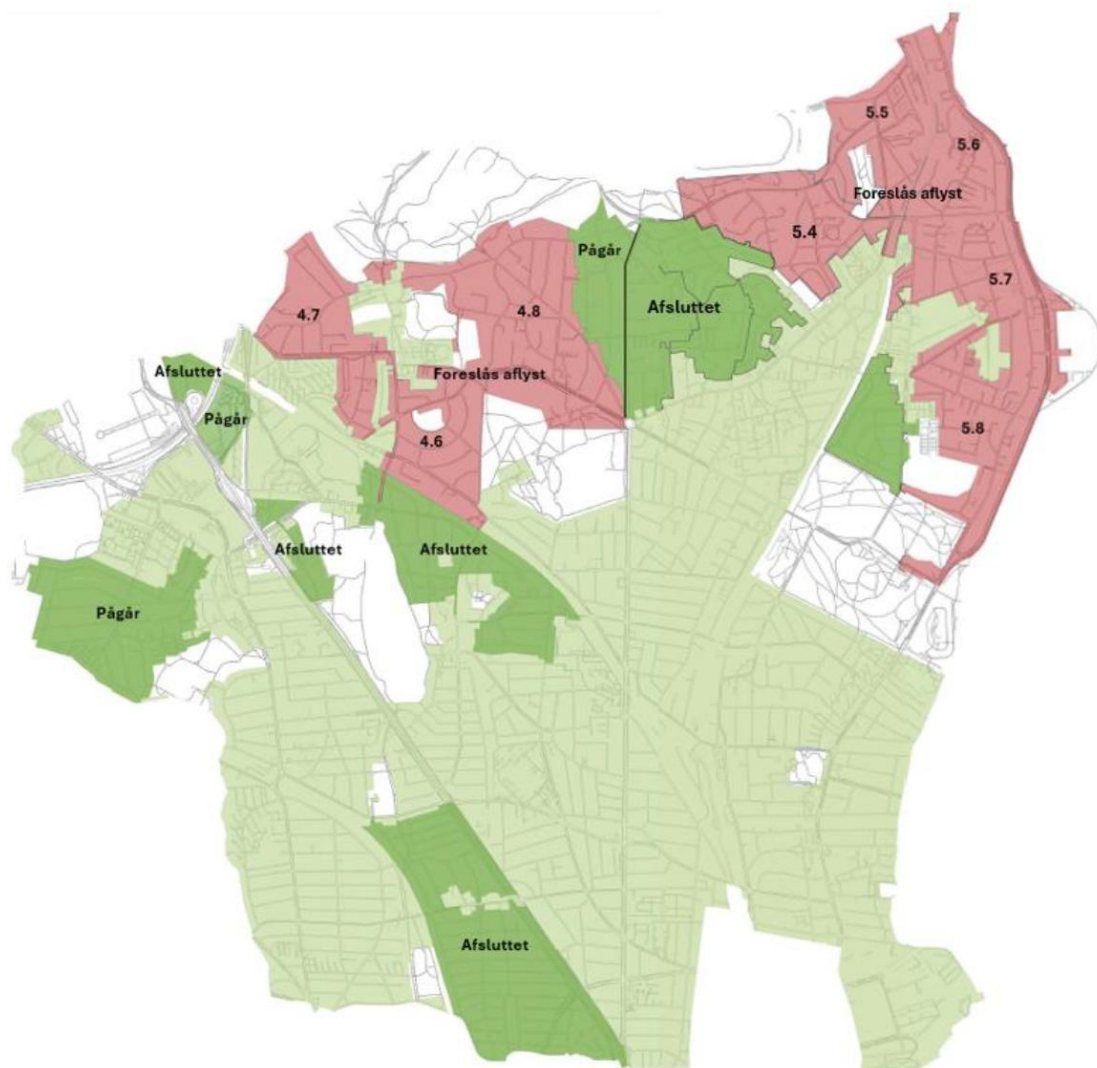 5.5
5.6
Foreslås aflyst
5.4
Pågår
5.7
Afsluttet
4.7
4.8
Afsluttet
Foreslås aflyst
Pågår
4.6
5.8
Afsluttet
Afsluttet
Pågår
Afsluttet